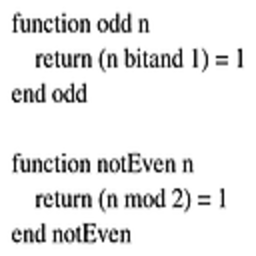 function odd n
return (n bitand 1) = 1
end odd
function notEven n
return (n mod 2) = 1
end notEven